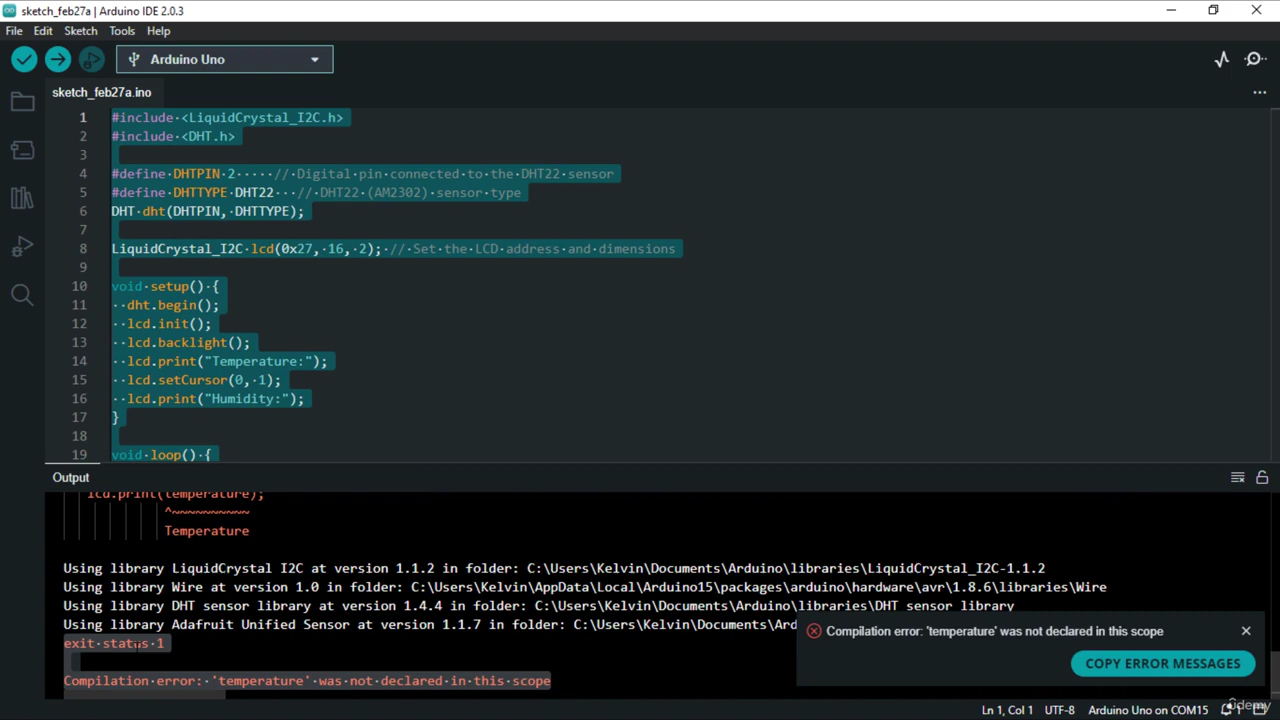 sketch_feb27a | Arduino IDE 2.0.3
File Edit Sketch Tools Help
Arduino Uno
sketch_feb27a.ino
1 #include <LiquidCrystal_I2C.h>
2 #include <DHT.h>
3
4 #define DHTPIN 2 // Digital pin connected to the DHT22 sensor
5 #define DHTTYPE DHT22 // DHT22 (AM2302) sensor type
6 DHT dht(DHTPIN, DHTTYPE);
7
8 LiquidCrystal_I2C lcd(0x27, 16, 2); // Set the LCD address and dimensions
9
10 void setup() {
11 dht.begin();
12 lcd.init();
13 lcd.backlight();
14 lcd.print("Temperature:");
15 lcd.setCursor(0, 1);
16 lcd.print("Humidity:");
17 }
18
19 void loop() {
Output
lcd.print(temperature);
^~~~~~~~~~~
Temperature
Using library LiquidCrystal I2C at version 1.1.2 in folder: C:\Users\Kelvin\Documents\Arduino\libraries\LiquidCrystal_I2C-1.1.2
Using library Wire at version 1.0 in folder: C:\Users\Kelvin\AppData\Local\Arduino15\packages\arduino\hardware\avr\1.8.6\libraries\Wire
Using library DHT sensor library at version 1.4.4 in folder: C:\Users\Kelvin\Documents\Arduino\libraries\DHT sensor library
Using library Adafruit Unified Sensor at version 1.1.7 in folder: C:\Users\Kelvin\Documents\Ard
exit status 1
Compilation error: 'temperature' was not declared in this scope
Compilation error: 'temperature' was not declared in this scope
COPY ERROR MESSAGES
Ln 1, Col 1 UTF-8 Arduino Uno on COM15 1
udemy